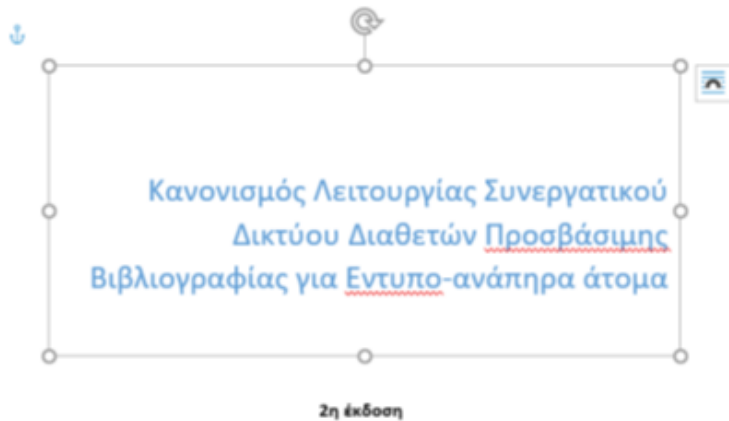 Κανονισμός Λειτουργίας Συνεργατικού
Δικτύου Διαθετών Προσβάσιμης
Βιβλιογραφίας για Εντυπο-ανάπηρα άτομα
2η έκδοση